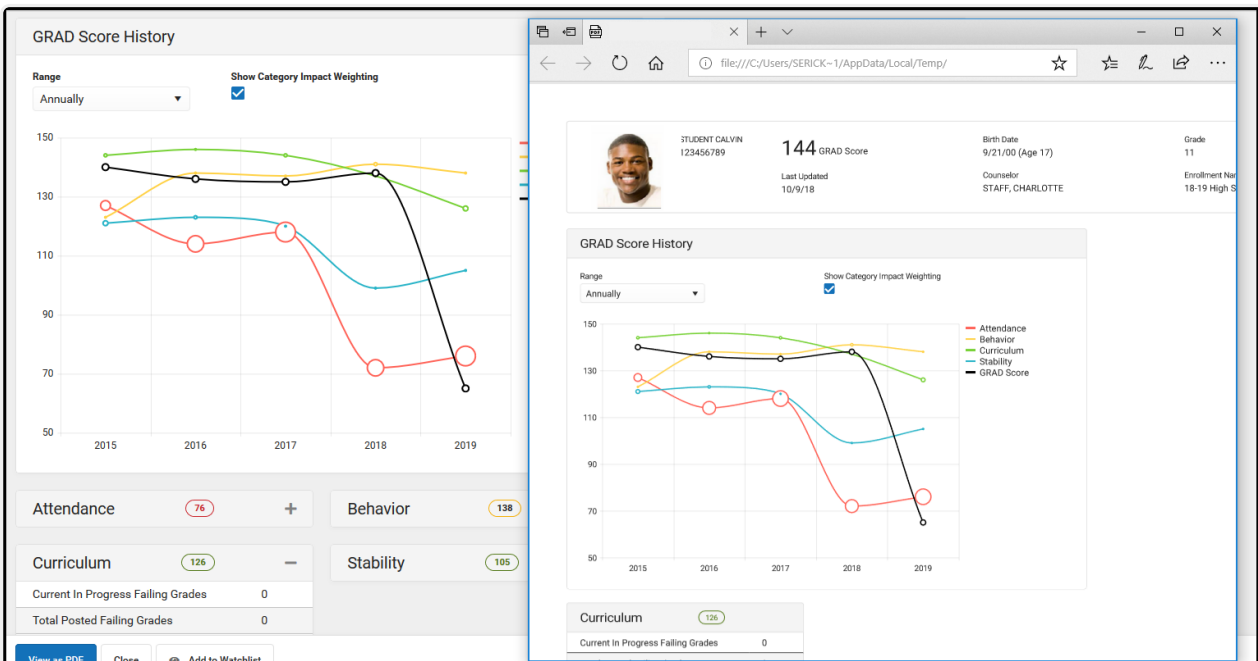 GRAD Score History
Range
Show Category Impact Weighting
Annually
150
130
110
90
70
50
2015 2016 2017 2018 2019
Attendance 76
Behavior 138
Curriculum 126
Stability 105
Current In Progress Failing Grades 0
Total Posted Failing Grades 0
View as PDF Close Add to Watchlist
PDF
file:///C:/Users/SERICK~1/AppData/Local/Temp/
STUDENT CALVIN
123456789
144 GRAD Score
Last Updated
10/9/18
Birth Date
9/21/00 (Age 17)
Counselor
STAFF, CHARLOTTE
Grade
11
Enrollment Nar
18-19 High S
GRAD Score History
Range
Show Category Impact Weighting
Annually
150
130
110
90
70
50
2015 2016 2017 2018 2019
Attendance
Behavior
Curriculum
Stability
GRAD Score
Curriculum 126
Current In Progress Failing Grades 0